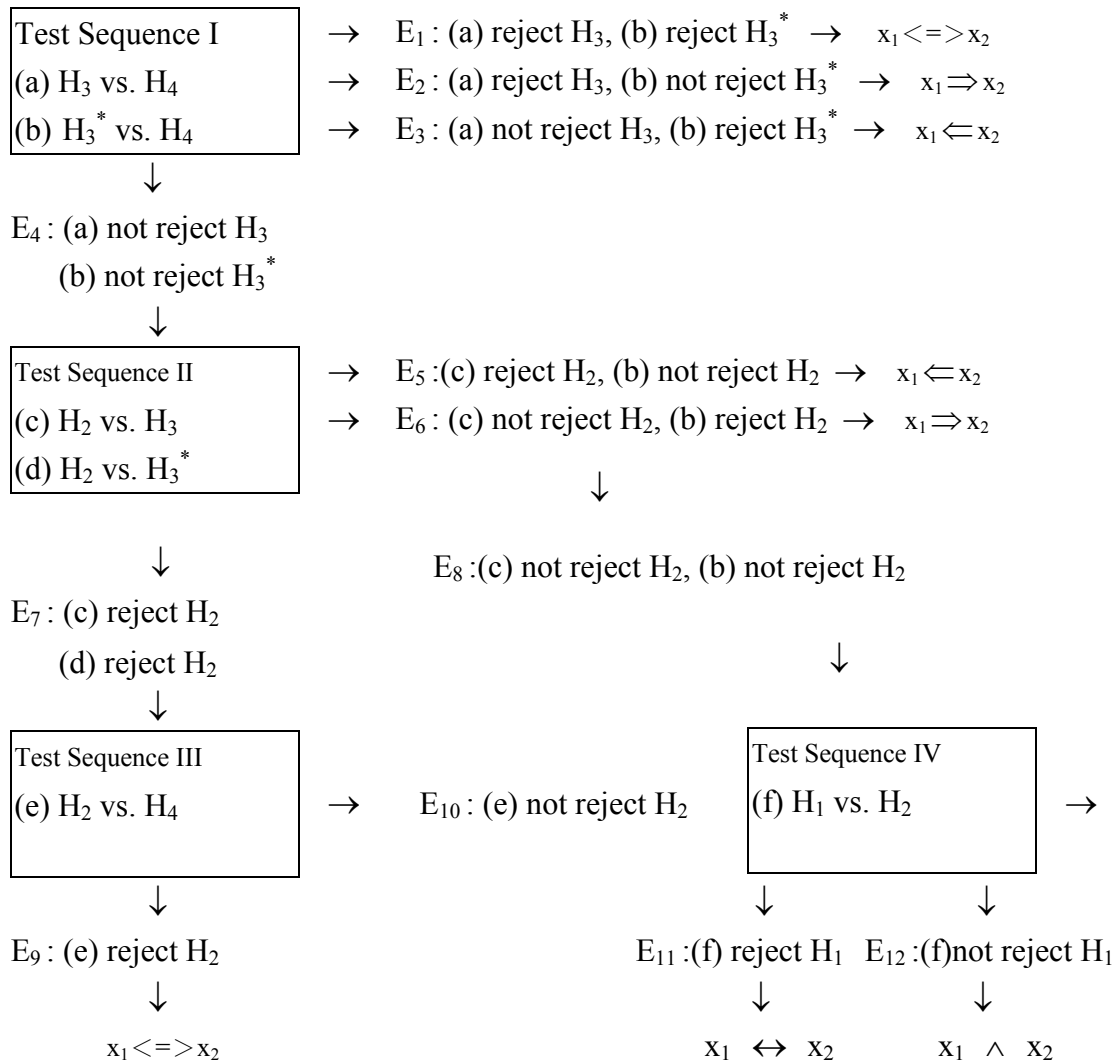 Test Sequence I → E₁ : (a) reject H₃, (b) reject H₃* → x₁<=>x₂
(a) H₃ vs. H₄ → E₂ : (a) reject H₃, (b) not reject H₃* → x₁⇒x₂
(b) H₃* vs. H₄ → E₃ : (a) not reject H₃, (b) reject H₃* → x₁⇐x₂
↓
E₄ : (a) not reject H₃
(b) not reject H₃*
↓
Test Sequence II → E₅ :(c) reject H₂, (b) not reject H₂ → x₁⇐x₂
(c) H₂ vs. H₃ → E₆ : (c) not reject H₂, (b) reject H₂ → x₁⇒x₂
(d) H₂ vs. H₃*
↓
↓ E₈ :(c) not reject H₂, (b) not reject H₂
E₇ : (c) reject H₂
(d) reject H₂ ↓
↓
Test Sequence III Test Sequence IV
(e) H₂ vs. H₄ → E₁₀ : (e) not reject H₂ (f) H₁ vs. H₂ →
↓ ↓ ↓
E₉ : (e) reject H₂ E₁₁ :(f) reject H₁ E₁₂ :(f)not reject H₁
↓ ↓ ↓
x₁<=>x₂ x₁ ↔ x₂ x₁ ∧ x₂